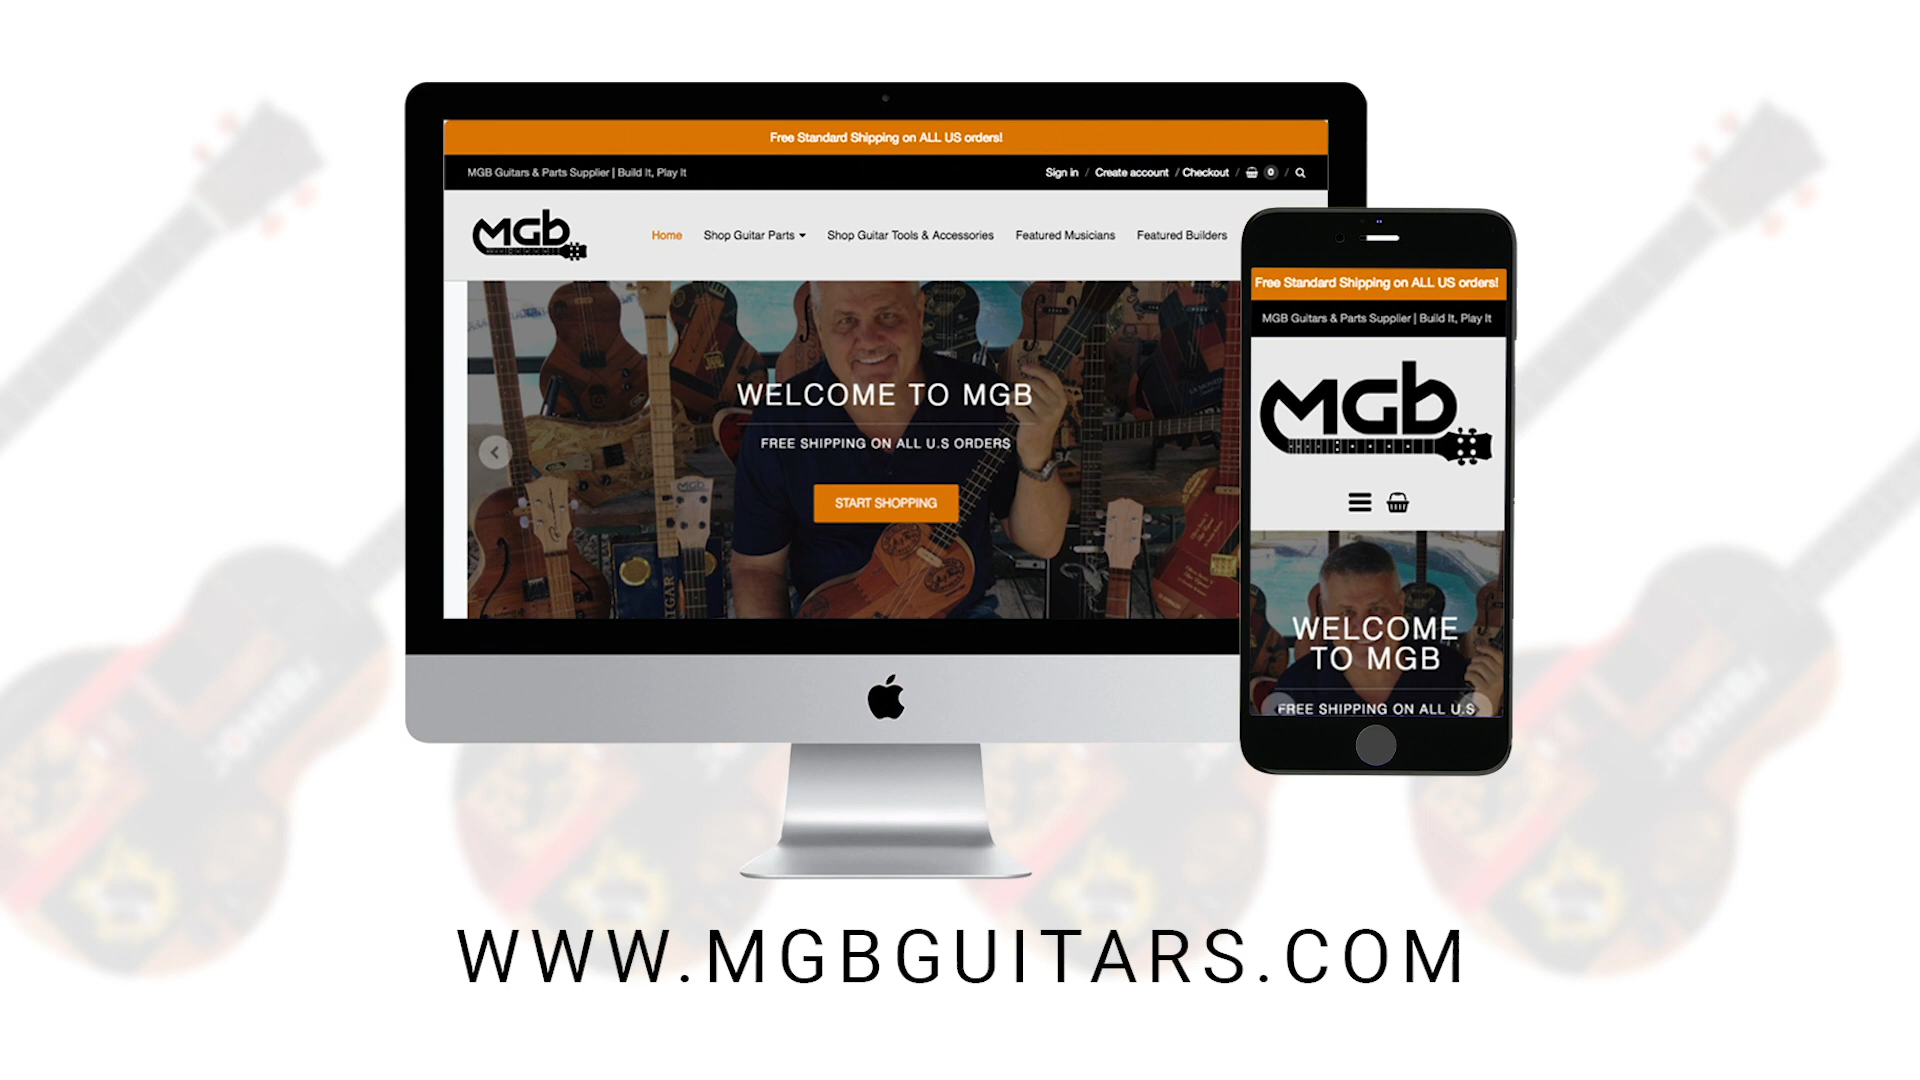 Free Standard Shipping on ALL US orders!
MGB Guitars & Parts Supplier | Build It, Play It
Sign in / Create account / Checkout / 0 /
MGb
Home
Shop Guitar Parts
Shop Guitar Tools & Accessories
Featured Musicians
Featured Builders
WELCOME TO MGB
FREE SHIPPING ON ALL U.S ORDERS
START SHOPPING
MGb
Free Standard Shipping on ALL US orders!
MGB Guitars & Parts Supplier | Build It, Play It
MGb
WELCOME
TO MGB
FREE SHIPPING ON ALL U.S
WWW.MGBGUITARS.COM